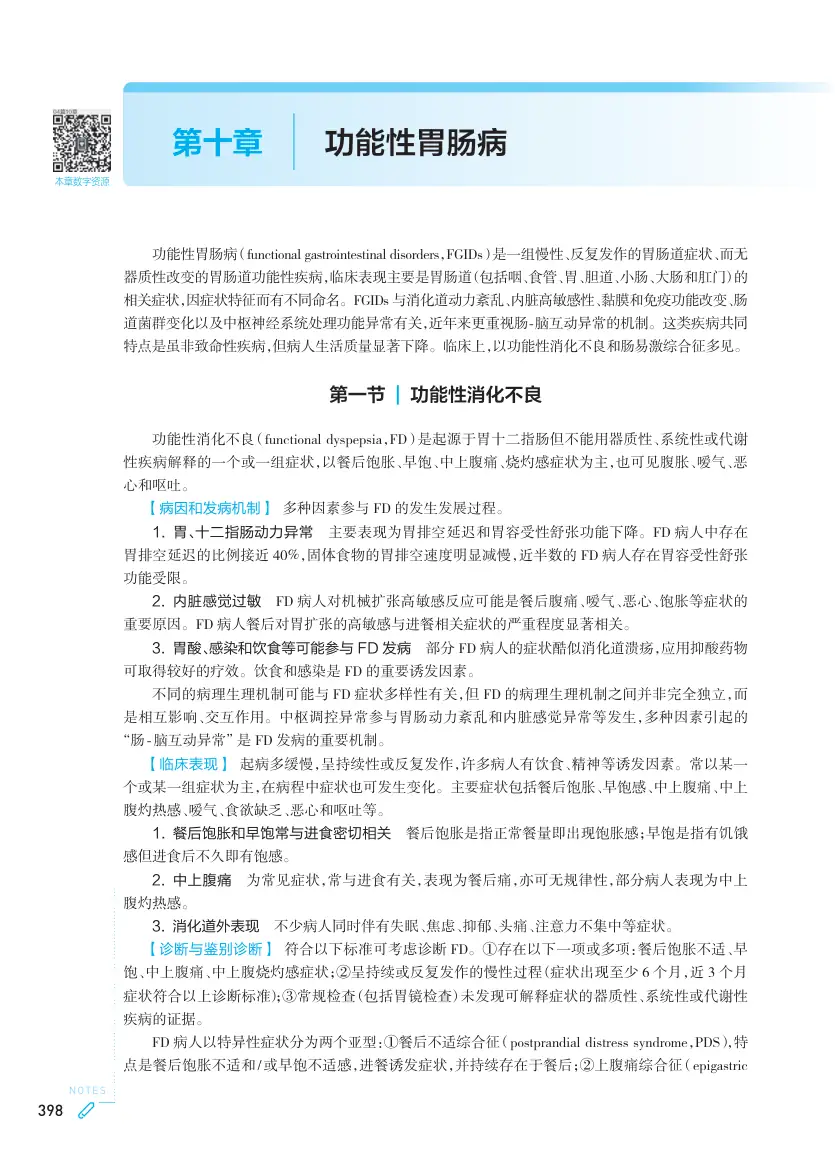 本章数字资源
第十章 功能性胃肠病
功能性胃肠病（functional gastrointestinal disorders，FGIDs）是一组慢性、反复发作的胃肠道症状、而无
器质性改变的胃肠道功能性疾病，临床表现主要是胃肠道（包括咽、食管、胃、胆道、小肠、大肠和肛门）的
相关症状，因症状特征而有不同命名。FGIDs 与消化道动力紊乱、内脏高敏感性、黏膜和免疫功能改变、肠
道菌群变化以及中枢神经系统处理功能异常有关，近年来更重视肠-脑互动异常的机制。这类疾病共同
特点是虽非致命性疾病，但病人生活质量显著下降。临床上，以功能性消化不良和肠易激综合征多见。
第一节 | 功能性消化不良
功能性消化不良（functional dyspepsia，FD）是起源于胃十二指肠但不能用器质性、系统性或代谢
性疾病解释的一个或一组症状，以餐后饱胀、早饱、中上腹痛、烧灼感症状为主，也可见腹胀、嗳气、恶
心和呕吐。
【病因和发病机制】 多种因素参与 FD 的发生发展过程。
1. 胃、十二指肠动力异常 主要表现为胃排空延迟和胃容受性舒张功能下降。FD 病人中存在
胃排空延迟的比例接近 40%，固体食物的胃排空速度明显减慢，近半数的 FD 病人存在胃容受性舒张
功能受限。
2. 内脏感觉过敏 FD 病人对机械扩张高敏感反应可能是餐后腹痛、嗳气、恶心、饱胀等症状的
重要原因。FD 病人餐后对胃扩张的高敏感与进餐相关症状的严重程度显著相关。
3. 胃酸、感染和饮食等可能参与 FD 发病 部分 FD 病人的症状酷似消化道溃疡，应用抑酸药物
可取得较好的疗效。饮食和感染是 FD 的重要诱发因素。
不同的病理生理机制可能与 FD 症状多样性有关，但 FD 的病理生理机制之间并非完全独立，而
是相互影响、交互作用。中枢调控异常参与胃肠动力紊乱和内脏感觉异常等发生，多种因素引起的
“肠-脑互动异常”是 FD 发病的重要机制。
【临床表现】 起病多缓慢，呈持续性或反复发作，许多病人有饮食、精神等诱发因素。常以某一
个或某一组症状为主，在病程中症状也可发生变化。主要症状包括餐后饱胀、早饱感、中上腹痛、中上
腹灼热感、嗳气、食欲缺乏、恶心和呕吐等。
1. 餐后饱胀和早饱常与进食密切相关 餐后饱胀是指正常餐量即出现饱胀感；早饱是指有饥饿
感但进食后不久即有饱感。
2. 中上腹痛 为常见症状，常与进食有关，表现为餐后痛，亦可无规律性，部分病人表现为中上
腹灼热感。
3. 消化道外表现 不少病人同时伴有失眠、焦虑、抑郁、头痛、注意力不集中等症状。
【诊断与鉴别诊断】 符合以下标准可考虑诊断 FD。①存在以下一项或多项：餐后饱胀不适、早
饱、中上腹痛、中上腹烧灼感症状；②呈持续或反复发作的慢性过程（症状出现至少 6 个月，近 3 个月
症状符合以上诊断标准）；③常规检查（包括胃镜检查）未发现可解释症状的器质性、系统性或代谢性
疾病的证据。
FD 病人以特异性症状分为两个亚型：①餐后不适综合征（postprandial distress syndrome，PDS），特
点是餐后饱胀不适和/或早饱不适感，进餐诱发症状，并持续存在于餐后；②上腹痛综合征（epigastric
NOTES
398